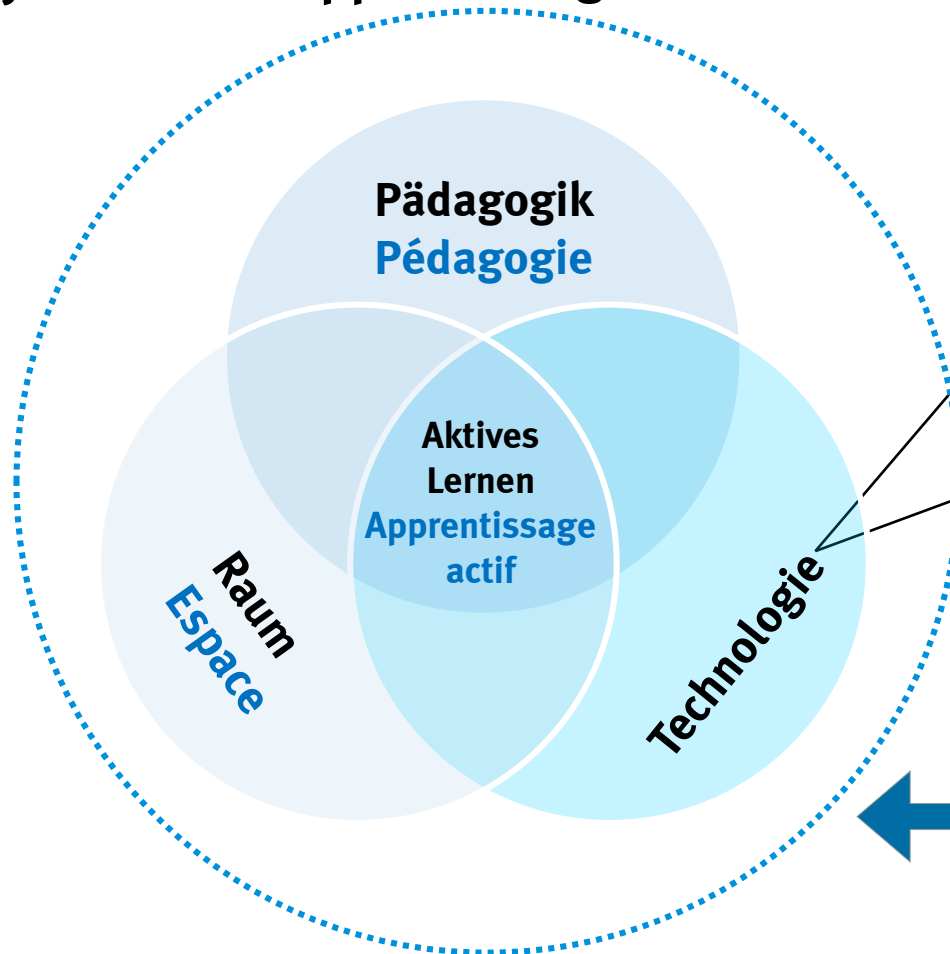 Pädagogik
Pédagogie
Aktives
Lernen
Apprentissage
actif
Raum
Espace
Technologie